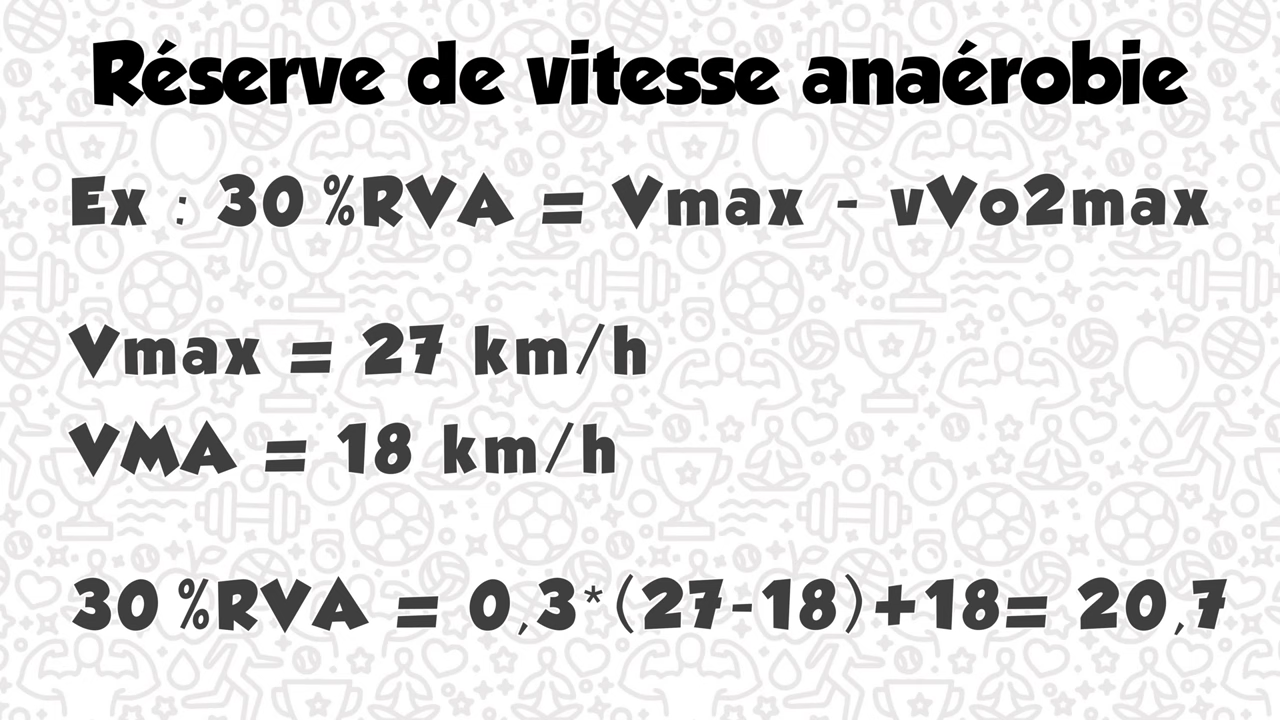 Réserve de vitesse anaérobie
Ex : 30 %RVA = Vmax - vVo2max
Vmax = 27 km/h
VMA = 18 km/h
30 %RVA = 0,3*(27-18)+18= 20,7